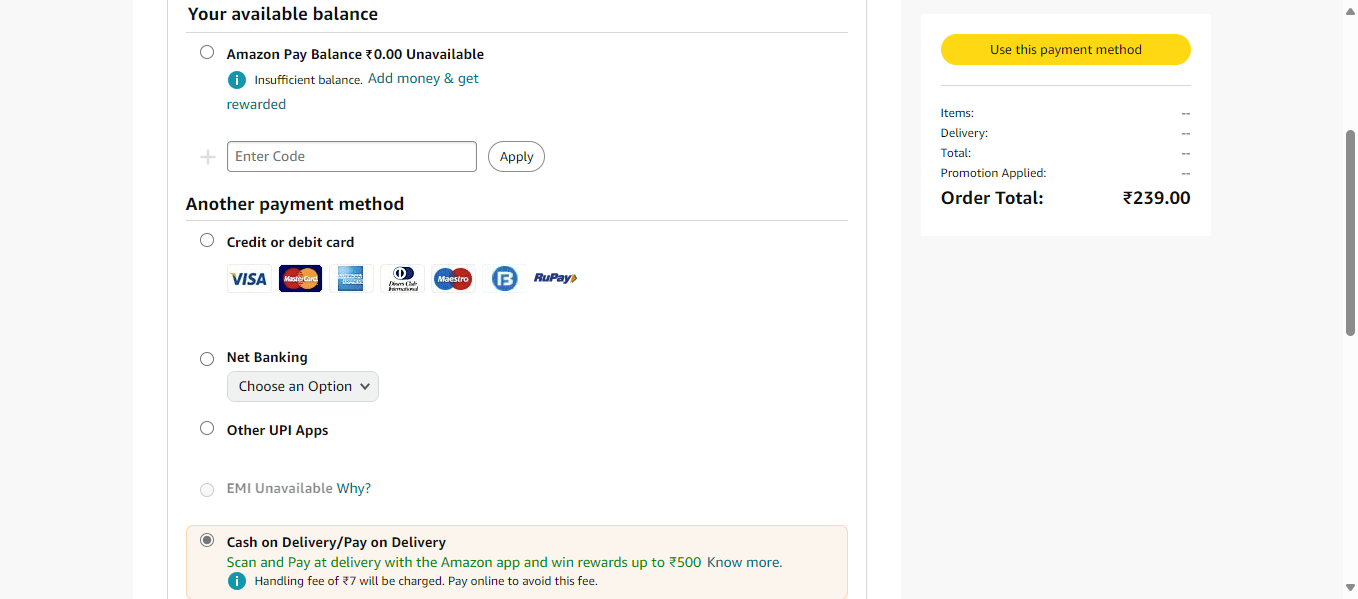 Your available balance
Amazon Pay Balance ₹0.00 Unavailable
i Insufficient balance. Add money & get
rewarded
Enter Code
Apply
Another payment method
Credit or debit card
VISA MasterCard AMERICAN EXPRESS Diners Club International Maestro B RuPay
Net Banking
Choose an Option
Other UPI Apps
EMI Unavailable Why?
Cash on Delivery/Pay on Delivery
Scan and Pay at delivery with the Amazon app and win rewards up to ₹500 Know more.
i Handling fee of ₹7 will be charged. Pay online to avoid this fee.
Use this payment method
Items: --
Delivery: --
Total: --
Promotion Applied: --
Order Total: ₹239.00